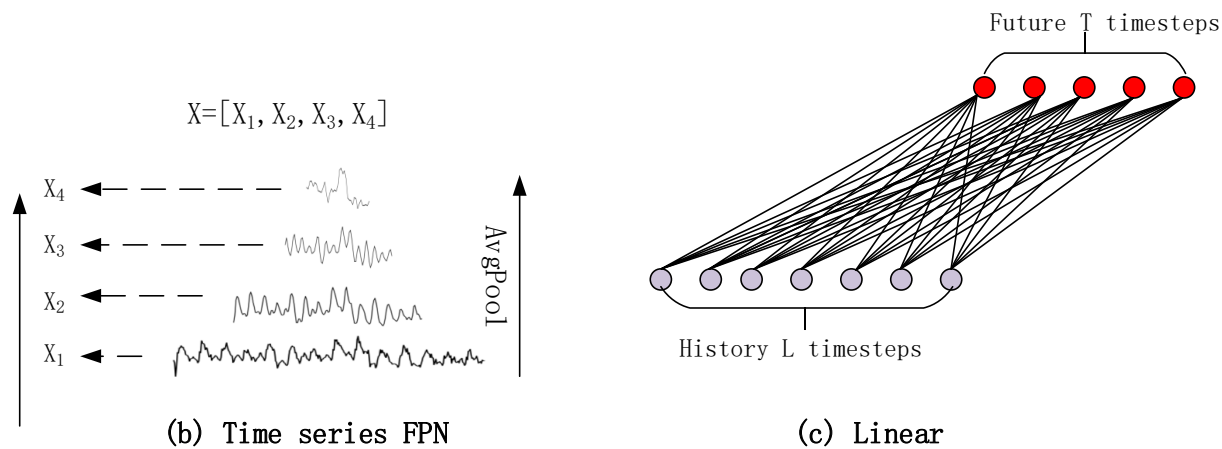 X=[X₁,X₂,X₃,X₄]
X₄
X₃
X₂
X₁
AvgPool
(b) Time series FPN
Future T timesteps
History L timesteps
(c) Linear